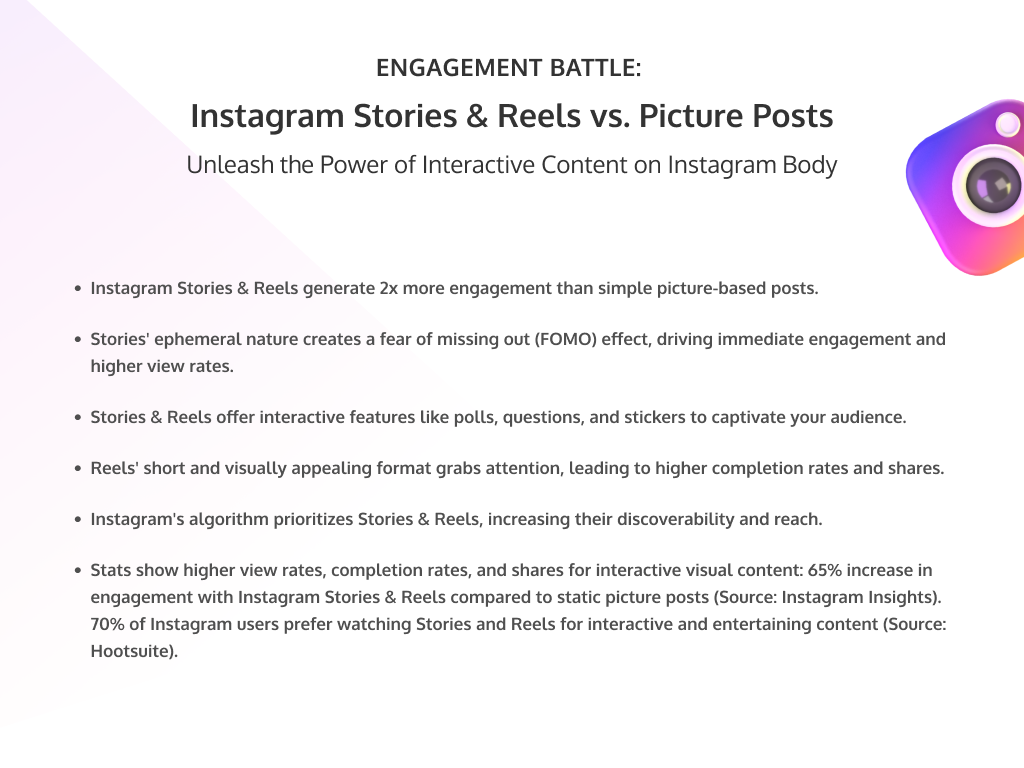 ENGAGEMENT BATTLE:
Instagram Stories & Reels vs. Picture Posts
Unleash the Power of Interactive Content on Instagram Body
• Instagram Stories & Reels generate 2x more engagement than simple picture-based posts.
• Stories' ephemeral nature creates a fear of missing out (FOMO) effect, driving immediate engagement and
higher view rates.
• Stories & Reels offer interactive features like polls, questions, and stickers to captivate your audience.
• Reels' short and visually appealing format grabs attention, leading to higher completion rates and shares.
• Instagram's algorithm prioritizes Stories & Reels, increasing their discoverability and reach.
• Stats show higher view rates, completion rates, and shares for interactive visual content: 65% increase in
engagement with Instagram Stories & Reels compared to static picture posts (Source: Instagram Insights).
70% of Instagram users prefer watching Stories and Reels for interactive and entertaining content (Source:
Hootsuite).